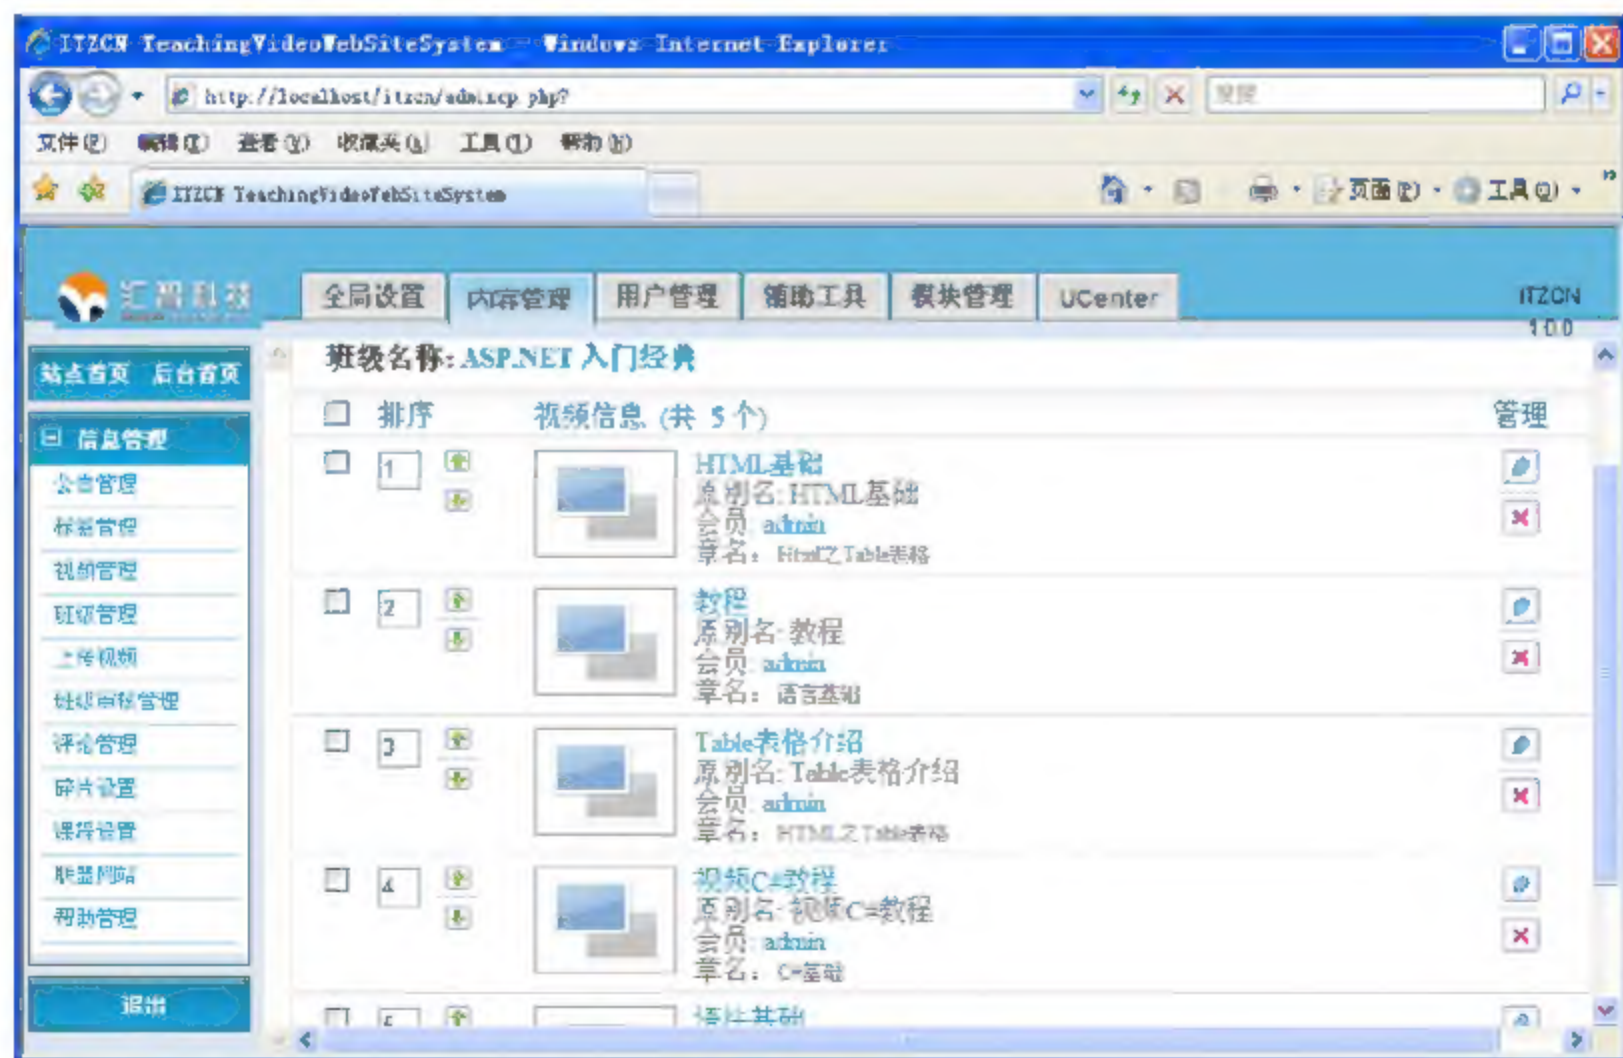 ITZCN TeachingVideoWebSiteSystem - Windows Internet Explorer
http://localhost/itzcn/admincp.php?
搜搜
文件(F) 编辑(E) 查看(V) 收藏夹(A) 工具(T) 帮助(H)
ITZCN TeachingVideoWebSiteSystem
页面(P) 工具(O)
汇智科技
全局设置 内容管理 用户管理 辅助工具 模块管理 UCenter
ITZCN
1.0.0
站点首页 后台首页
班级名称: ASP.NET 入门经典
排序 视频信息 (共 5 个) 管理
信息管理
公告管理
标签管理
视频管理
班级管理
上传视频
班级审核管理
评论管理
碎片设置
课程设置
联盟网站
帮助管理
退出
1
HTML基础
原别名: HTML基础
会员: admin
章名: Html之Table表格
2
教程
原别名: 教程
会员: admin
章名: 语言基础
3
Table表格介绍
原别名: Table表格介绍
会员: admin
章名: HTML之Table表格
4
视频C#教程
原别名: 视频C#教程
会员: admin
章名: C#基础
5